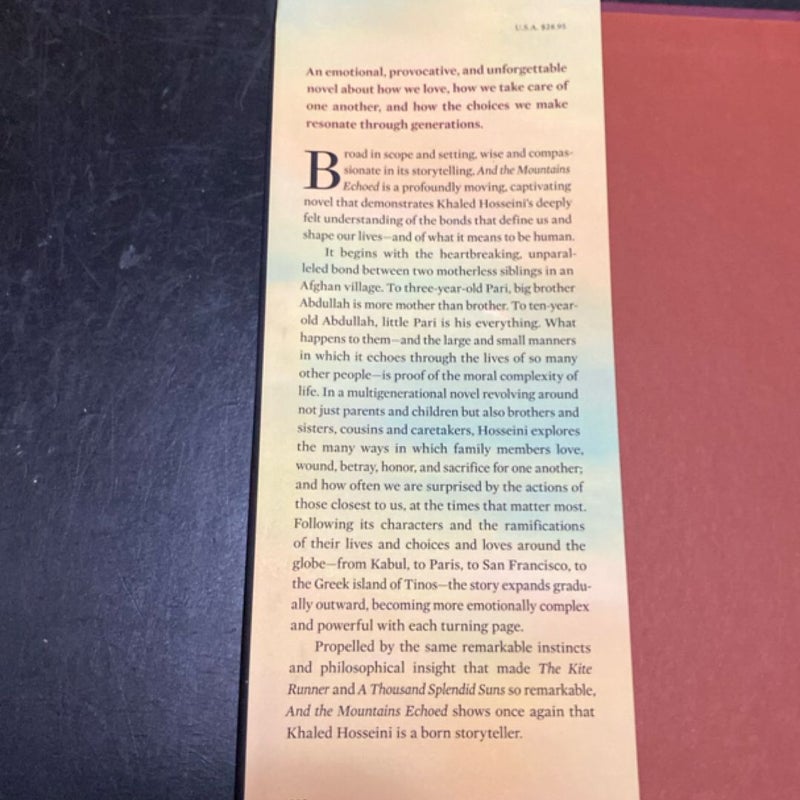 U.S.A. $28.95
An emotional, provocative, and unforgettable
novel about how we love, how we take care of
one another, and how the choices we make
resonate through generations.
Broad in scope and setting, wise and compas-
sionate in its storytelling, And the Mountains
Echoed is a profoundly moving, captivating
novel that demonstrates Khaled Hosseini's deeply
felt understanding of the bonds that define us and
shape our lives—and of what it means to be human.
It begins with the heartbreaking, unparal-
leled bond between two motherless siblings in an
Afghan village. To three-year-old Pari, big brother
Abdullah is more mother than brother. To ten-year-
old Abdullah, little Pari is his everything. What
happens to them—and the large and small manners
in which it echoes through the lives of so many
other people—is proof of the moral complexity of
life. In a multigenerational novel revolving around
not just parents and children but also brothers and
sisters, cousins and caretakers, Hosseini explores
the many ways in which family members love,
wound, betray, honor, and sacrifice for one another;
and how often we are surprised by the actions of
those closest to us, at the times that matter most.
Following its characters and the ramifications
of their lives and choices and loves around the
globe—from Kabul, to Paris, to San Francisco, to
the Greek island of Tinos—the story expands gradu-
ally outward, becoming more emotionally complex
and powerful with each turning page.
Propelled by the same remarkable instincts
and philosophical insight that made The Kite
Runner and A Thousand Splendid Suns so remarkable,
And the Mountains Echoed shows once again that
Khaled Hosseini is a born storyteller.